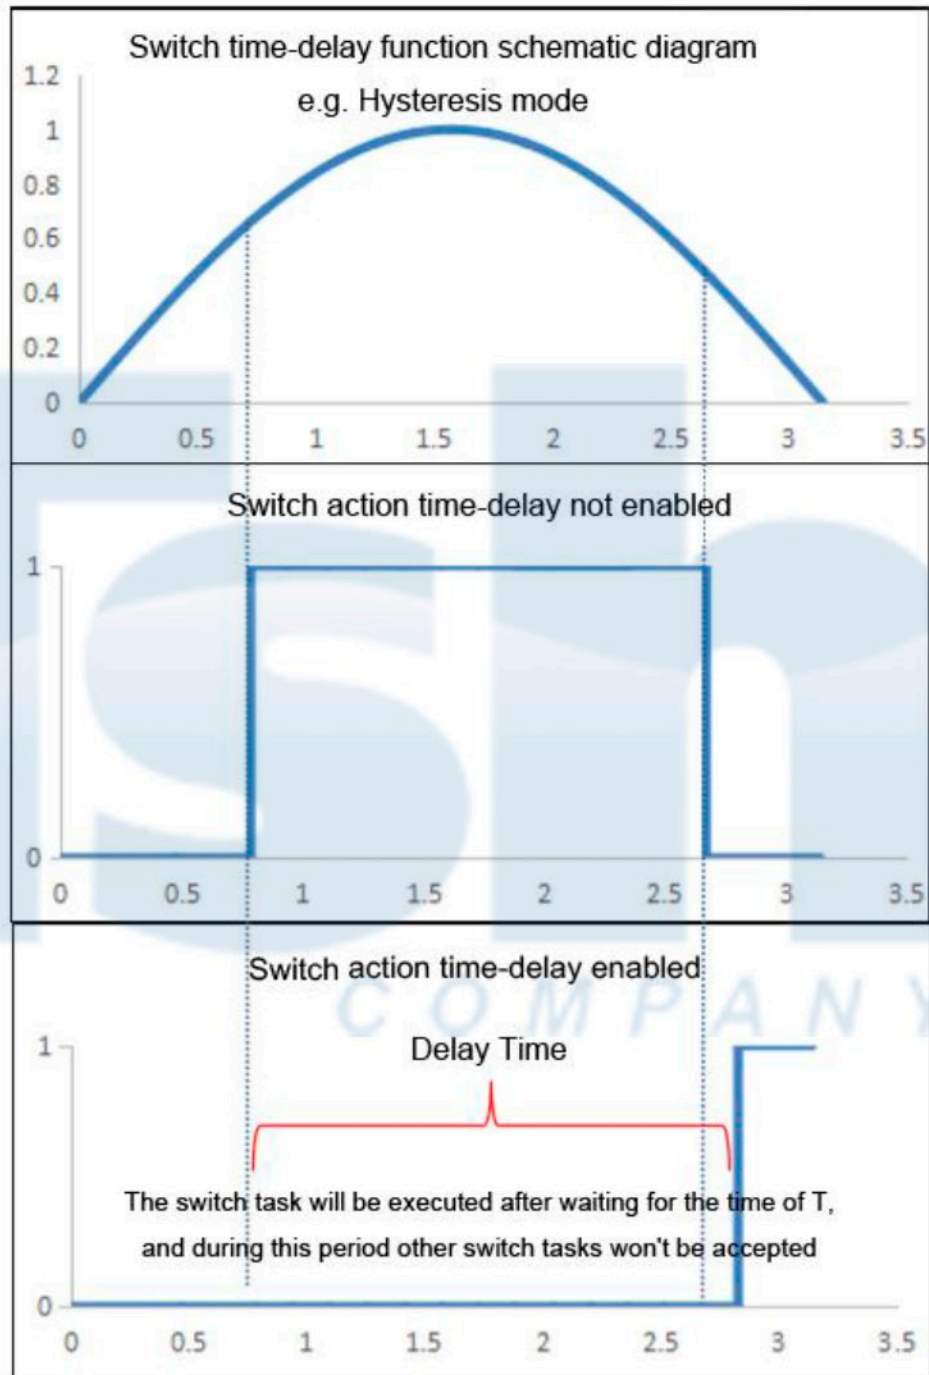 Switch time-delay function schematic diagram
e.g. Hysteresis mode
1.2
1
0.8
0.6
0.4
0.2
0
0 0.5 1 1.5 2 2.5 3 3.5
Switch action time-delay not enabled
1
0
0 0.5 1 1.5 2 2.5 3 3.5
Switch action time-delay enabled
COMPANY
1
Delay Time
The switch task will be executed after waiting for the time of T,
and during this period other switch tasks won't be accepted
0
0 0.5 1 1.5 2 2.5 3 3.5